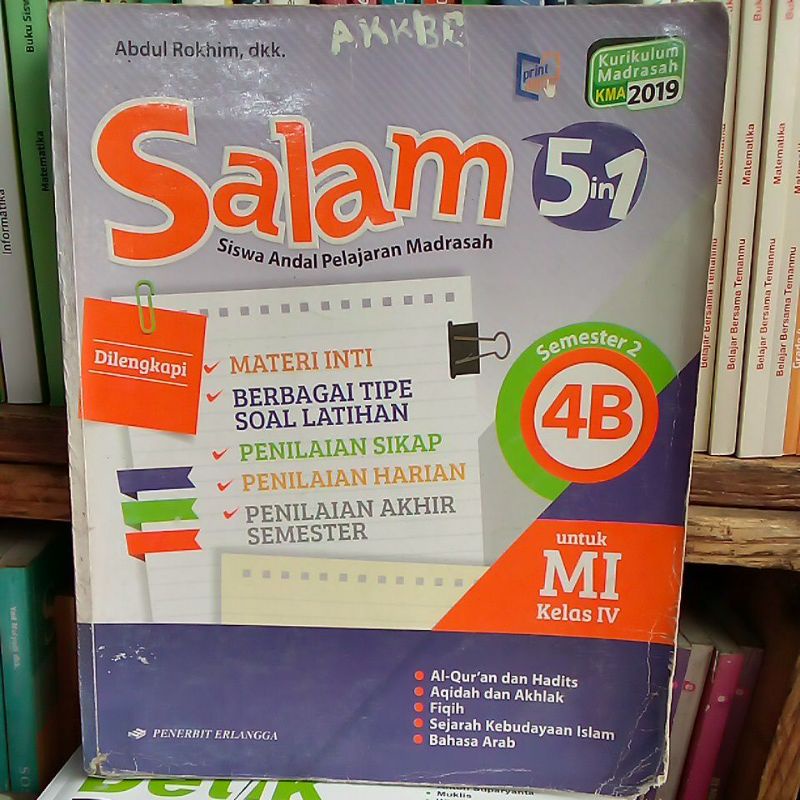 AKKBE
Abdul Rokhim, dkk.
print
Kurikulum
Madrasah
KMA 2019
Salam
5in1
Siswa Andal Pelajaran Madrasah
Dilengkapi
MATERI INTI
BERBAGAI TIPE
SOAL LATIHAN
PENILAIAN SIKAP
PENILAIAN HARIAN
PENILAIAN AKHIR
SEMESTER
Semester 2
4B
untuk
MI
Kelas IV
Al-Qur'an dan Hadits
Aqidah dan Akhlak
Fiqih
Sejarah Kebudayaan Islam
Bahasa Arab
PENERBIT ERLANGGA
Buku Sisw
Matematika
Informatika
Matematika
Matematika
Matematika
Belajar Bersama Temanmu
Belajar Bersama Temanmu
Belajar Bersama Temanmu
Belajar Bersama Temanmu
Muklis